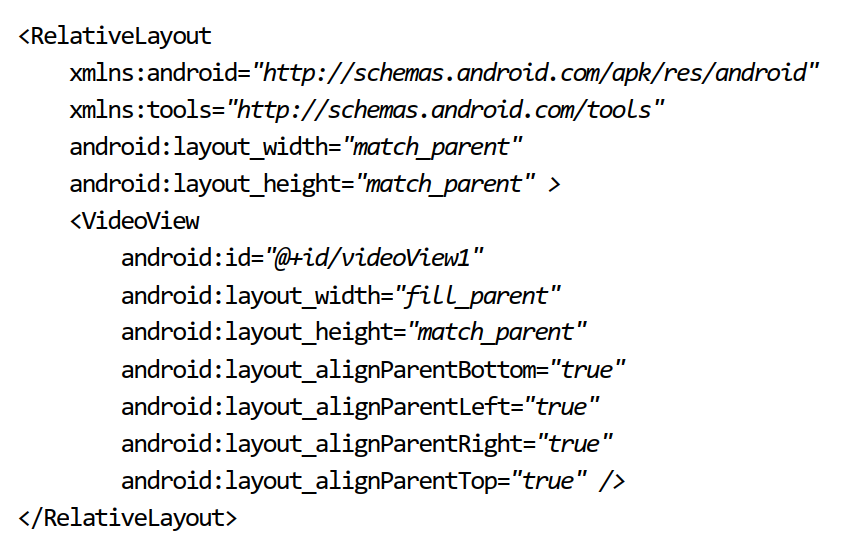 <RelativeLayout
xmlns:android="http://schemas.android.com/apk/res/android"
xmlns:tools="http://schemas.android.com/tools"
android:layout_width="match_parent"
android:layout_height="match_parent" >
<VideoView
android:id="@+id/videoView1"
android:layout_width="fill_parent"
android:layout_height="match_parent"
android:layout_alignParentBottom="true"
android:layout_alignParentLeft="true"
android:layout_alignParentRight="true"
android:layout_alignParentTop="true" />
</RelativeLayout>